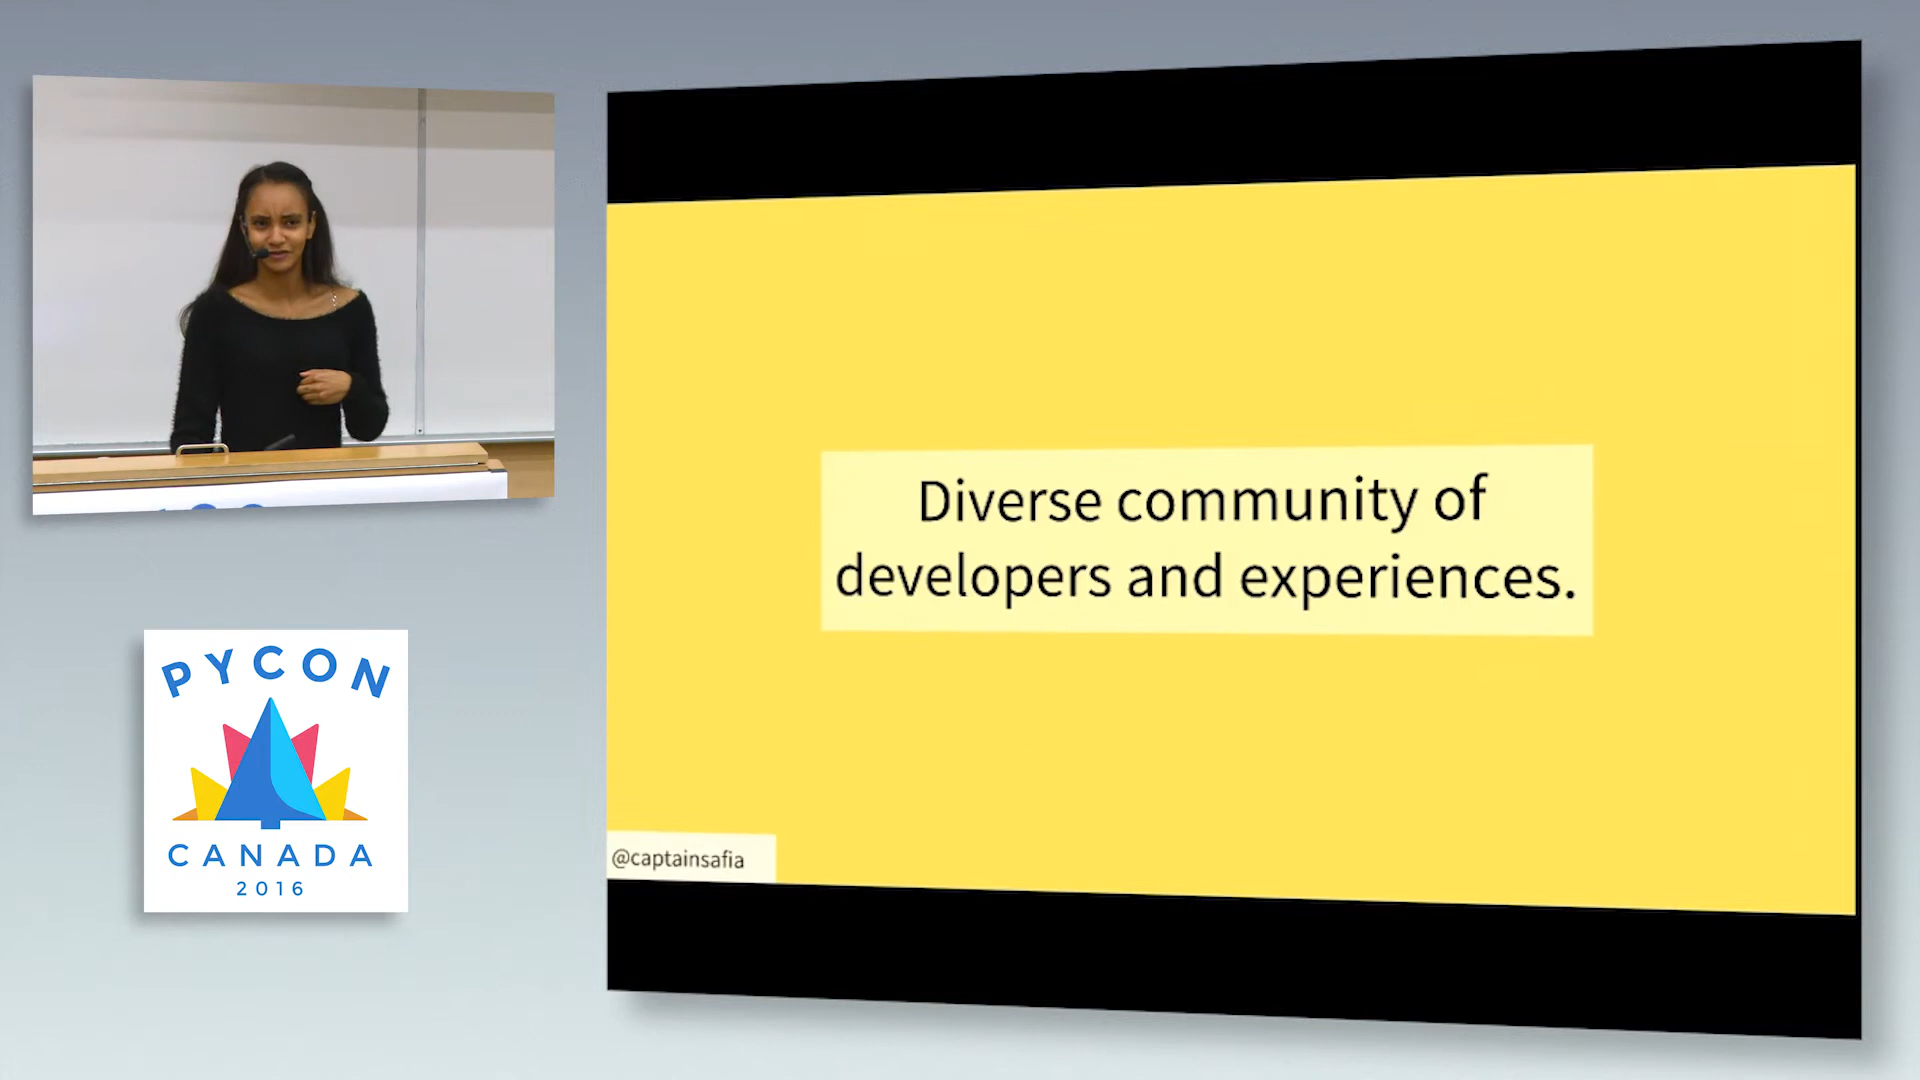 Diverse community of
developers and experiences.
@captainsafia
PYCON
CANADA
2016